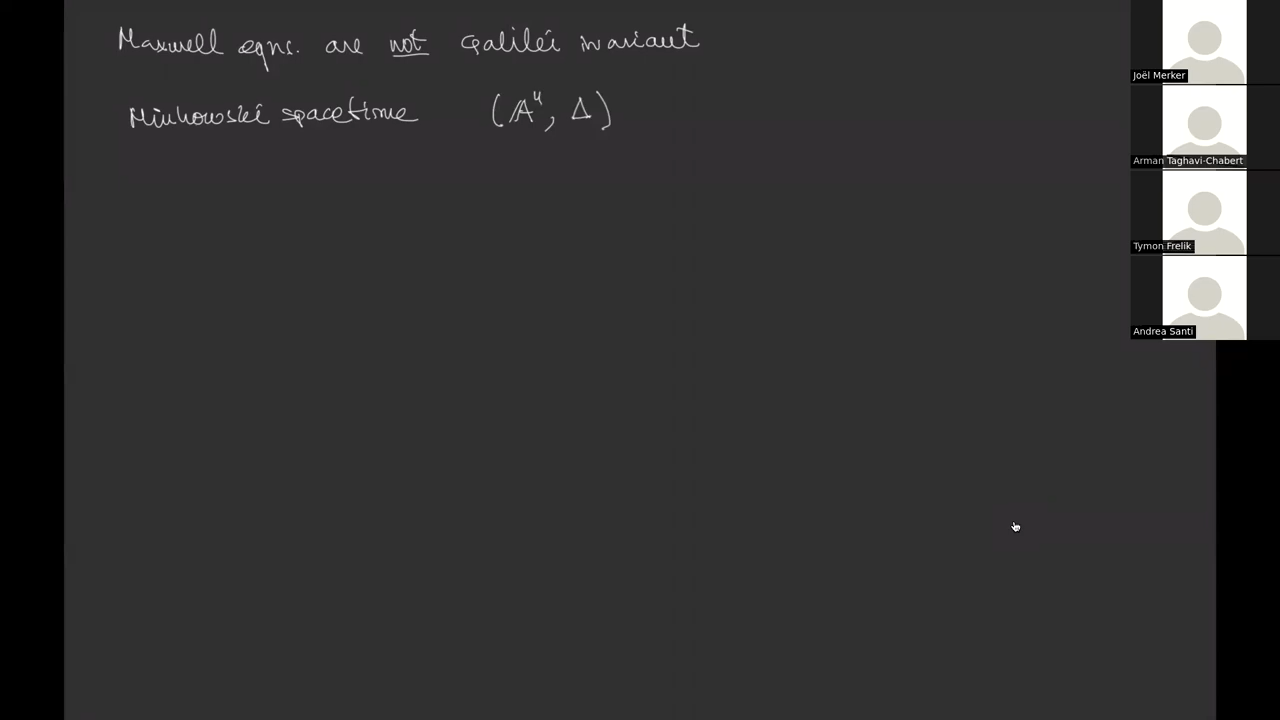 Maxwell eqns. are not Galilei invariant
Minkowski spacetime (𝔸⁴, Δ)
Joël Merker
Arman Taghavi-Chabert
Tymon Frelik
Andrea Santi